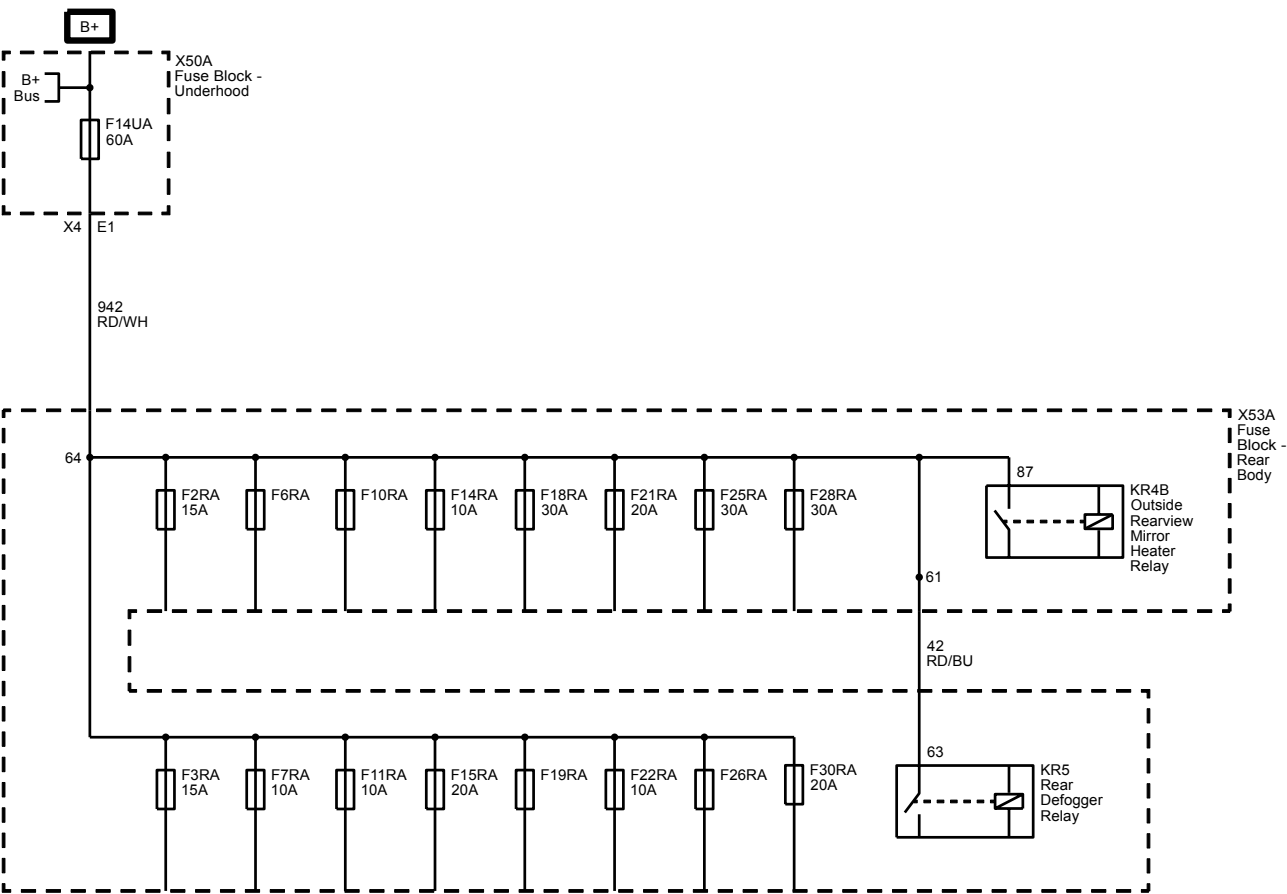 B+
X50A
Fuse Block -
Underhood
B+
Bus
F14UA
60A
X4
E1
942
RD/WH
X53A
Fuse
Block -
Rear
Body
64
87
F2RA
15A
F6RA
F10RA
F14RA
10A
F18RA
30A
F21RA
20A
F25RA
30A
F28RA
30A
KR4B
Outside
Rearview
Mirror
Heater
Relay
61
42
RD/BU
63
F3RA
15A
F7RA
10A
F11RA
10A
F15RA
20A
F19RA
F22RA
10A
F26RA
F30RA
20A
KR5
Rear
Defogger
Relay